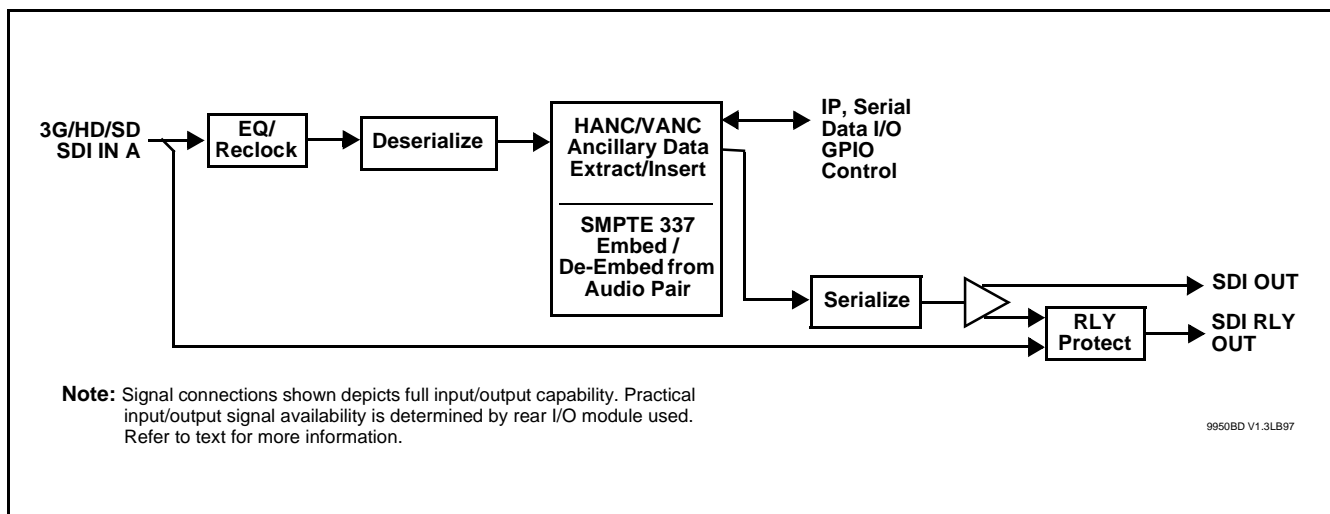 3G/HD/SD
SDI IN A
EQ/
Reclock
Deserialize
HANC/VANC
Ancillary Data
Extract/Insert
SMPTE 337
Embed /
De-Embed from
Audio Pair
IP, Serial
Data I/O
GPIO
Control
Serialize
SDI OUT
RLY
Protect
SDI RLY
OUT
Note: Signal connections shown depicts full input/output capability. Practical
input/output signal availability is determined by rear I/O module used.
Refer to text for more information.
9950BD V1.3LB97